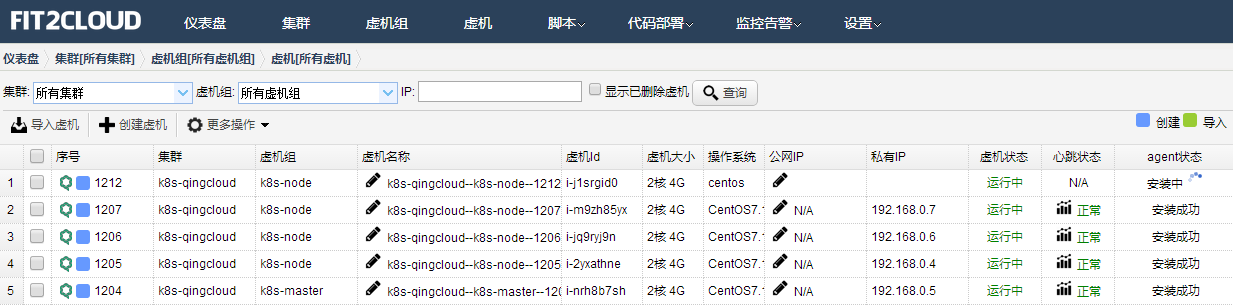 FIT2CLOUD 仪表盘 集群 虚机组 虚机 脚本 代码部署 监控告警 设置
仪表盘 集群[所有集群] 虚机组[所有虚机组] 虚机[所有虚机]
集群: 所有集群 虚机组: 所有虚机组 IP: 显示已删除虚机 查询
导入虚机 创建虚机 更多操作 创建 导入
序号 集群 虚机组 虚机名称 虚机Id 虚机大小 操作系统 公网IP 私有IP 虚机状态 心跳状态 agent状态
1 1212 k8s-qingcloud k8s-node k8s-qingcloud--k8s-node--1212 i-j1srgid0 2核 4G centos 运行中 N/A 安装中
2 1207 k8s-qingcloud k8s-node k8s-qingcloud--k8s-node--1207 i-m9zh85yx 2核 4G CentOS7.1 N/A 192.168.0.7 运行中 正常 安装成功
3 1206 k8s-qingcloud k8s-node k8s-qingcloud--k8s-node--1206 i-jq9ryj9n 2核 4G CentOS7.1 N/A 192.168.0.6 运行中 正常 安装成功
4 1205 k8s-qingcloud k8s-node k8s-qingcloud--k8s-node--1205 i-2yxathne 2核 4G CentOS7.1 N/A 192.168.0.4 运行中 正常 安装成功
5 1204 k8s-qingcloud k8s-master k8s-qingcloud--k8s-master--120 i-nrh8b7sh 2核 4G CentOS7.1 N/A 192.168.0.5 运行中 正常 安装成功